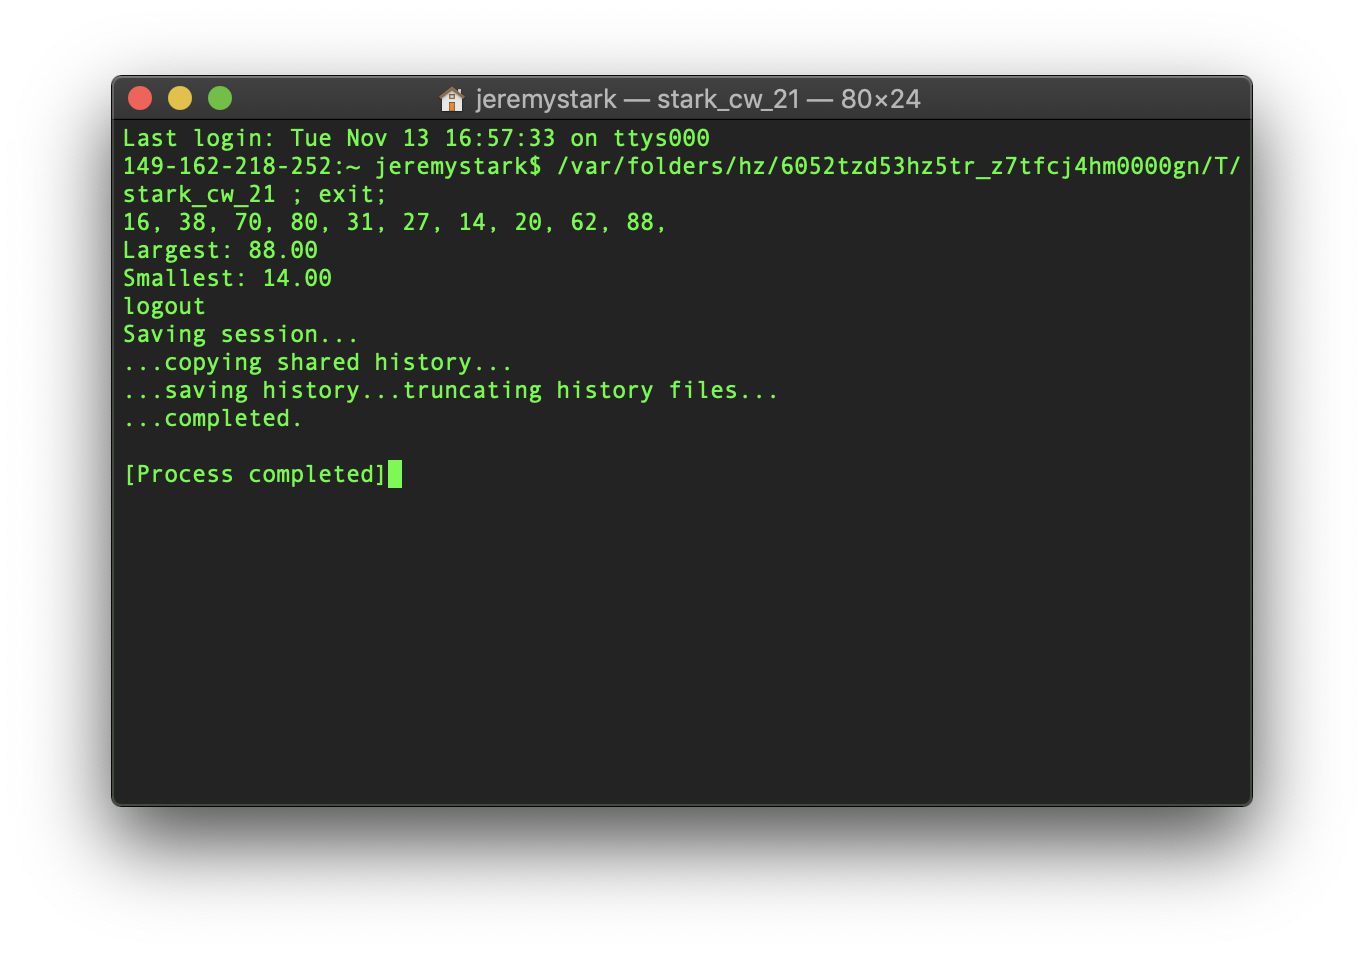 jeremystark — stark_cw_21 — 80×24
Last login: Tue Nov 13 16:57:33 on ttys000
149-162-218-252:~ jeremystark$ /var/folders/hz/6052tzd53hz5tr_z7tfcj4hm0000gn/T/
stark_cw_21 ; exit;
16, 38, 70, 80, 31, 27, 14, 20, 62, 88,
Largest: 88.00
Smallest: 14.00
logout
Saving session...
...copying shared history...
...saving history...truncating history files...
...completed.
[Process completed]